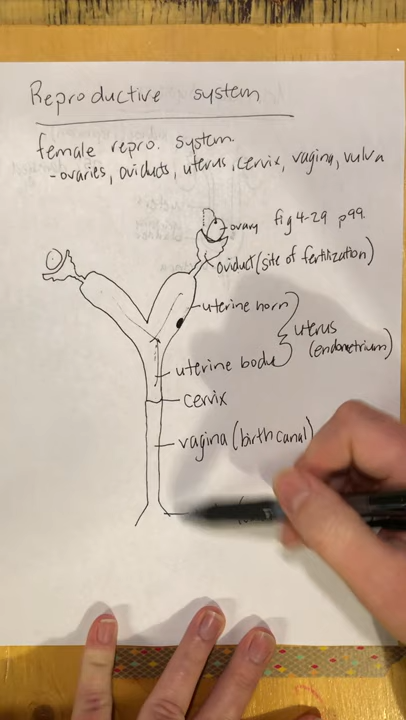 Reproductive system
female repro. system.
-ovaries, oviducts, uterus, cervix, vagina, vulva
ovary fig 4-29 p99.
oviduct (site of fertilization)
uterine horn
uterus
(endometrium)
uterine body
cervix
vagina (birth canal)